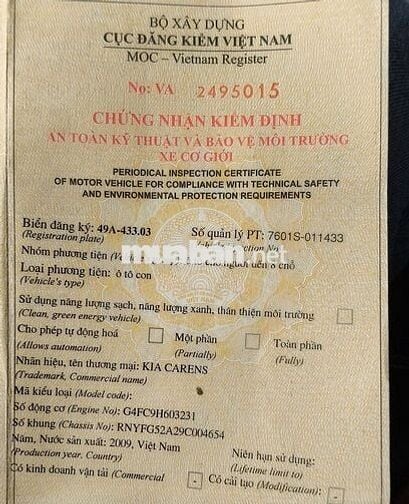 BỘ XÂY DỰNG
CỤC ĐĂNG KIỂM VIỆT NAM
MOC – Vietnam Register
No: VA 2495015
CHỨNG NHẬN KIỂM ĐỊNH
AN TOÀN KỸ THUẬT VÀ BẢO VỆ MÔI TRƯỜNG
XE CƠ GIỚI
PERIODICAL INSPECTION CERTIFICATE
OF MOTOR VEHICLE FOR COMPLIANCE WITH TECHNICAL SAFETY
AND ENVIRONMENTAL PROTECTION REQUIREMENTS
Biển đăng ký: 49A-433.03 Số quản lý PT: 7601S-011433
(Registration plate) No)
Nhóm phương tiện chở người đến 8 chỗ
muaban.net
Loại phương tiện: ô tô con
(Vehicle's type)
Sử dụng năng lượng sạch, năng lượng xanh, thân thiện môi trường
(Clean, green energy vehicle)
Cho phép tự động hoá Một phần Toàn phần
(Allows automation) (Partially) (Fully)
Nhãn hiệu, tên thương mại: KIA CARENS
(Trademark, Commercial name)
Mã kiểu loại (Model code):
Số động cơ (Engine No): G4FC9H603231
Số khung (Chassis No): RNYFG52A29C004654
Năm, Nước sản xuất: 2009, Việt Nam Niên hạn sử dụng:
(Production year, Country) (Lifetime limit to)
Có kinh doanh vận tải (Commercial - Có cải tạo (Modification): -